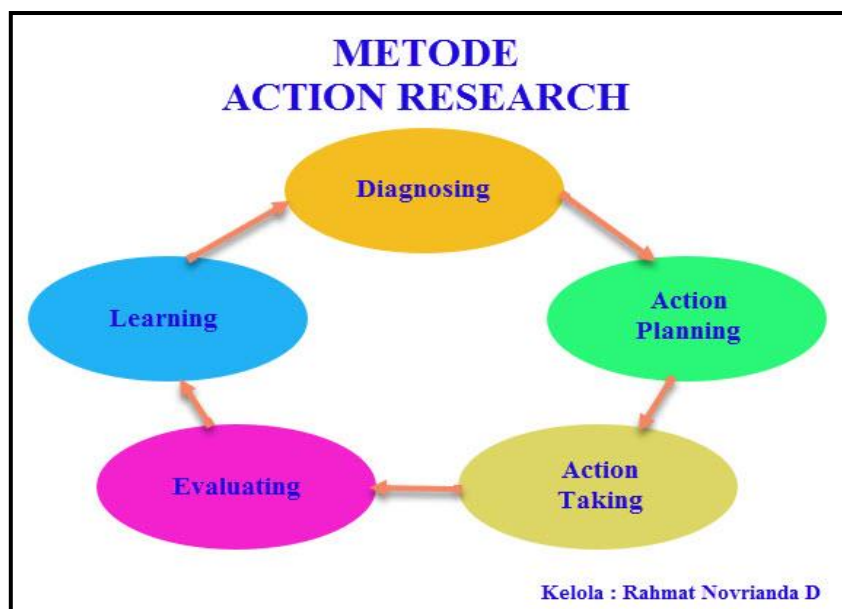 METODE
ACTION RESEARCH
Diagnosing
Action
Planning
Action
Taking
Evaluating
Learning
Kelola : Rahmat Novrianda D